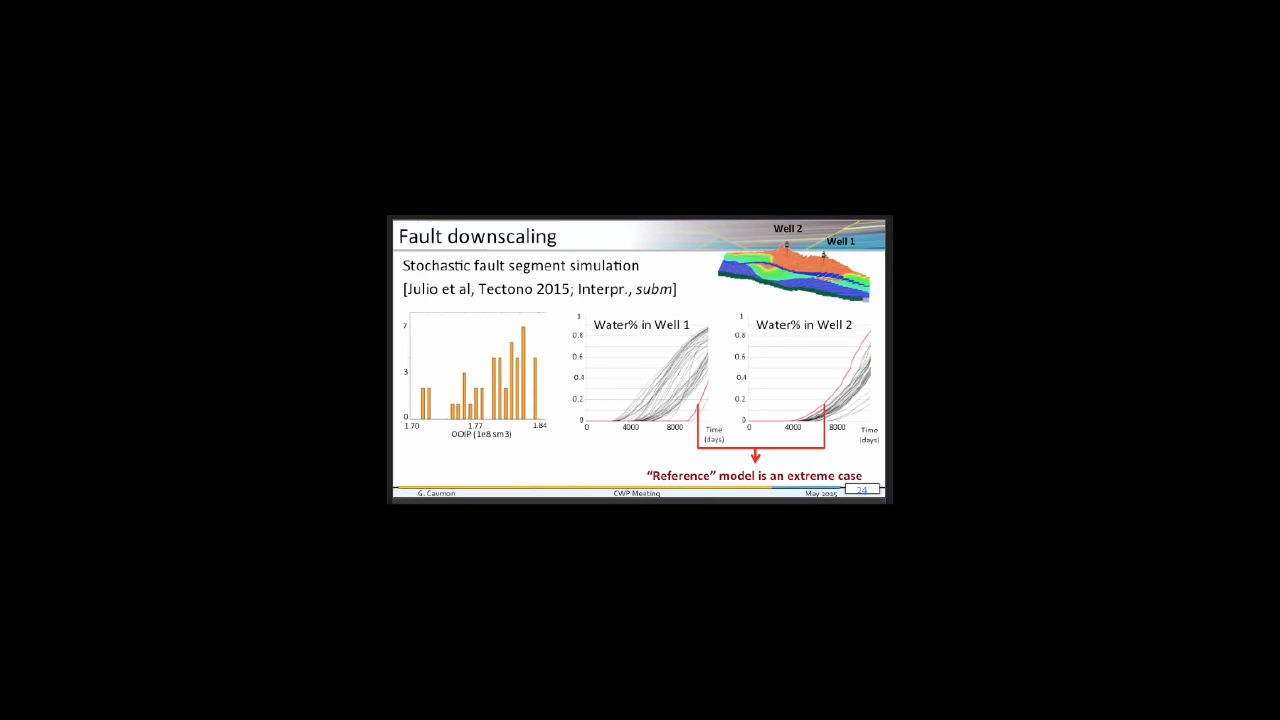 Fault downscaling
Well 2
Well 1
Stochastic fault segment simulation
[Julio et al, Tectono 2015; Interpr., subm]
7
3
0
1.70
1.77
1.84
OOIP (1e8 sm3)
Water% in Well 1
1
0.8
0.6
0.4
0.2
0
0
4000
8000
Time
(days)
Water% in Well 2
1
0.8
0.6
0.4
0.2
0
0
4000
8000
Time
(days)
“Reference” model is an extreme case
G. Caumon
CWP Meeting
May 2015
24